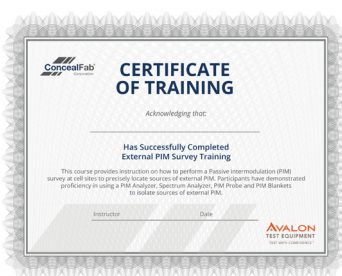 ConcealFab
Corporation
CERTIFICATE
OF TRAINING
Acknowledging that:
Has Successfully Completed
External PIM Survey Training
This course provides instruction on how to perform a Passive Intermodulation (PIM)
survey at cell sites to precisely locate sources of external PIM. Participants have demonstrated
proficiency in using a PIM Analyzer, Spectrum Analyzer, PIM Probe and PIM Blankets
to isolate sources of external PIM.
Instructor Date
AVALON
TEST EQUIPMENT
"TEST WITH CONFIDENCE"